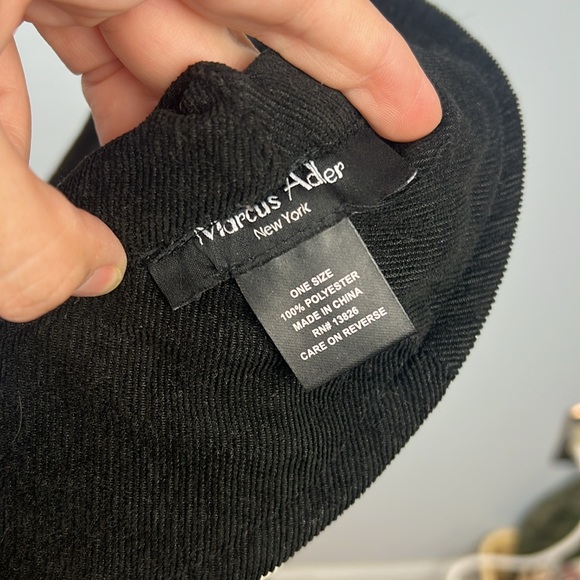 Marcus Adler
New York
ONE SIZE
100% POLYESTER
MADE IN CHINA
RN# 13826
CARE ON REVERSE